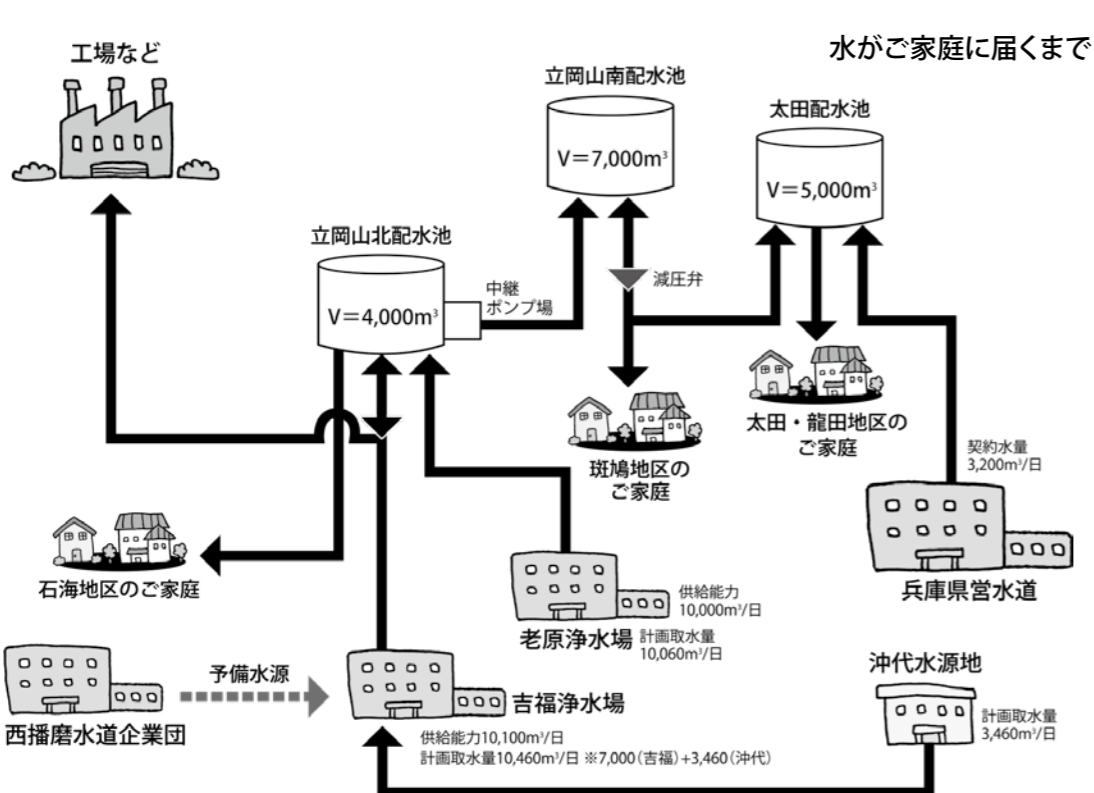 水がご家庭に届くまで
工場など
立岡山南配水池
V＝7,000m³
太田配水池
V＝5,000m³
立岡山北配水池
V＝4,000m³
中継
ポンプ場
減圧弁
太田・龍田地区の
ご家庭
斑鳩地区の
ご家庭
契約水量
3,200m³/日
兵庫県営水道
石海地区のご家庭
供給能力
10,000m³/日
老原浄水場
計画取水量
10,060m³/日
西播磨水道企業団
予備水源
吉福浄水場
供給能力10,100m³/日
計画取水量10,460m³/日 ※7,000（吉福）+3,460（沖代）
沖代水源地
計画取水量
3,460m³/日